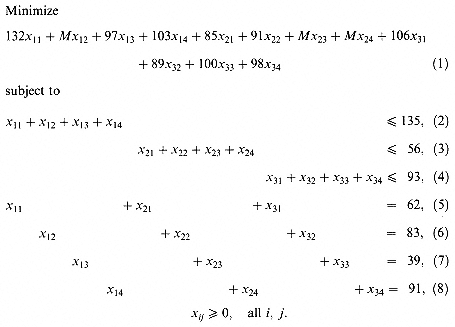 Minimize
132x₁₁ + Mx₁₂ + 97x₁₃ + 103x₁₄ + 85x₂₁ + 91x₂₂ + Mx₂₃ + Mx₂₄ + 106x₃₁
+ 89x₃₂ + 100x₃₃ + 98x₃₄ (1)
subject to
x₁₁ + x₁₂ + x₁₃ + x₁₄ ⩽ 135, (2)
x₂₁ + x₂₂ + x₂₃ + x₂₄ ⩽ 56, (3)
x₃₁ + x₃₂ + x₃₃ + x₃₄ ⩽ 93, (4)
x₁₁ + x₂₁ + x₃₁ = 62, (5)
x₁₂ + x₂₂ + x₃₂ = 83, (6)
x₁₃ + x₂₃ + x₃₃ = 39, (7)
x₁₄ + x₂₄ + x₃₄ = 91, (8)
xᵢⱼ ⩾ 0, all i, j.